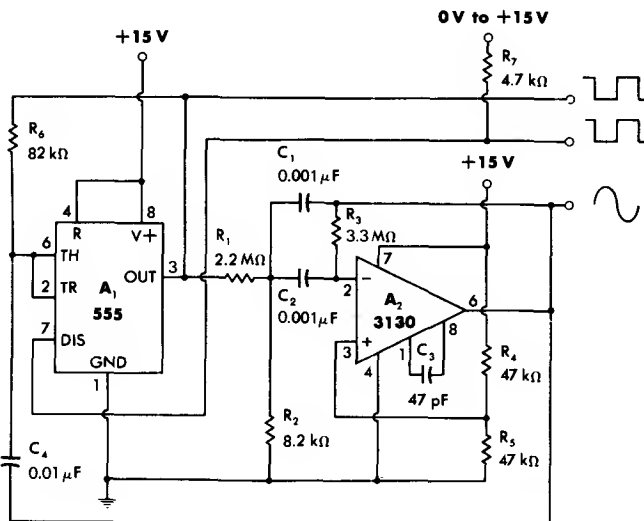 +15 V
0 V to +15 V
R7
4.7 kΩ
R6
82 kΩ
C1
0.001 μF
+15 V
4
8
R
V+
6
TH
OUT
3
R1
2.2 MΩ
R3
3.3 MΩ
7
TR
2
A1
555
C2
0.001 μF
2
−
A2
3130
6
7
DIS
+
3
8
1
C3
4
GND
1
47 pF
R4
47 kΩ
R2
8.2 kΩ
R5
47 kΩ
C4
0.01 μF